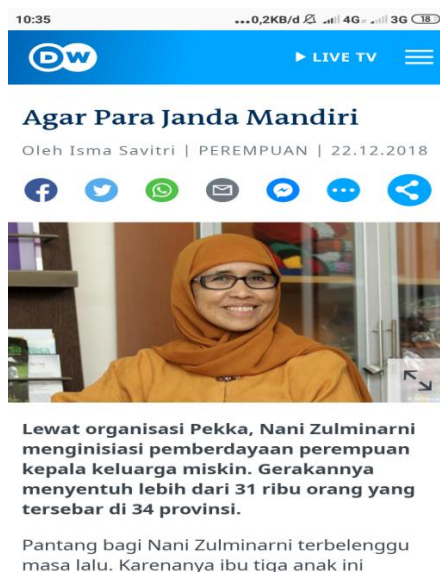 10:35
...0,2KB/d 4G 3G 18
DW
LIVE TV
Agar Para Janda Mandiri
Oleh Isma Savitri | PEREMPUAN | 22.12.2018
Lewat organisasi Pekka, Nani Zulminarni
menginisiasi pemberdayaan perempuan
kepala keluarga miskin. Gerakannya
menyentuh lebih dari 31 ribu orang yang
tersebar di 34 provinsi.
Pantang bagi Nani Zulminarni terbelenggu
masa lalu. Karenanya ibu tiga anak ini